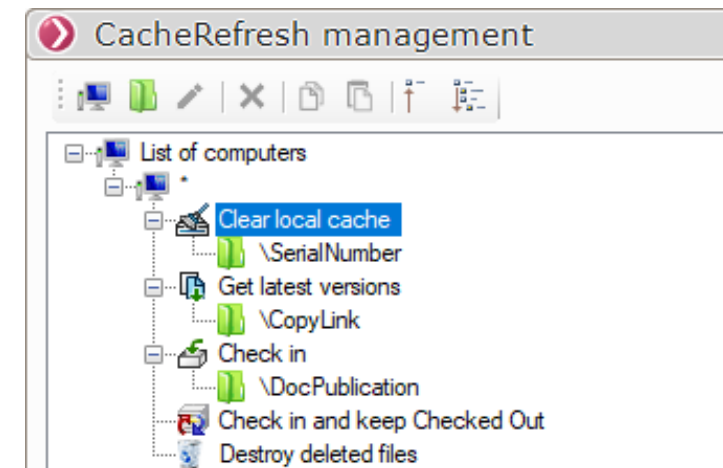 CacheRefresh management
List of computers
*
Clear local cache
\SerialNumber
Get latest versions
\CopyLink
Check in
\DocPublication
Check in and keep Checked Out
Destroy deleted files